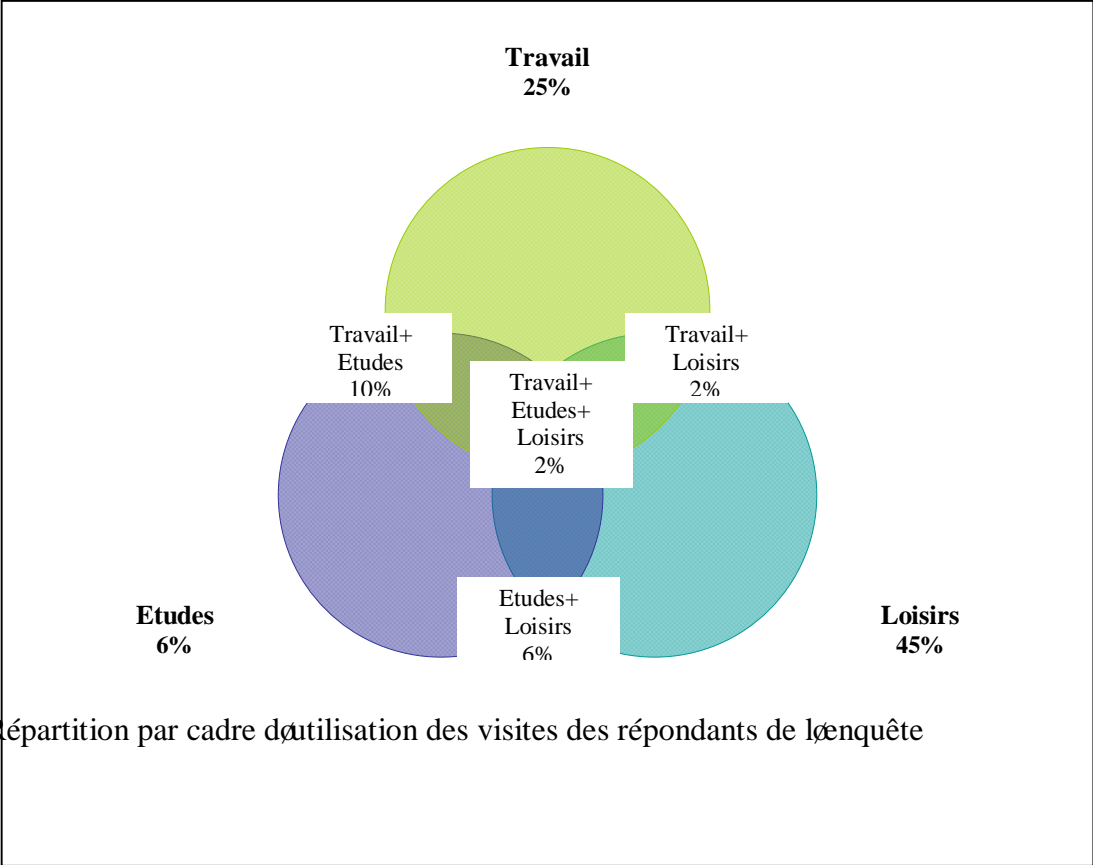 Travail
25%
Travail+
Etudes
10%
Travail+
Loisirs
2%
Travail+
Etudes+
Loisirs
2%
Etudes+
Loisirs
6%
Etudes
6%
Loisirs
45%
Répartition par cadre døutilisation des visites des répondants de løenquête